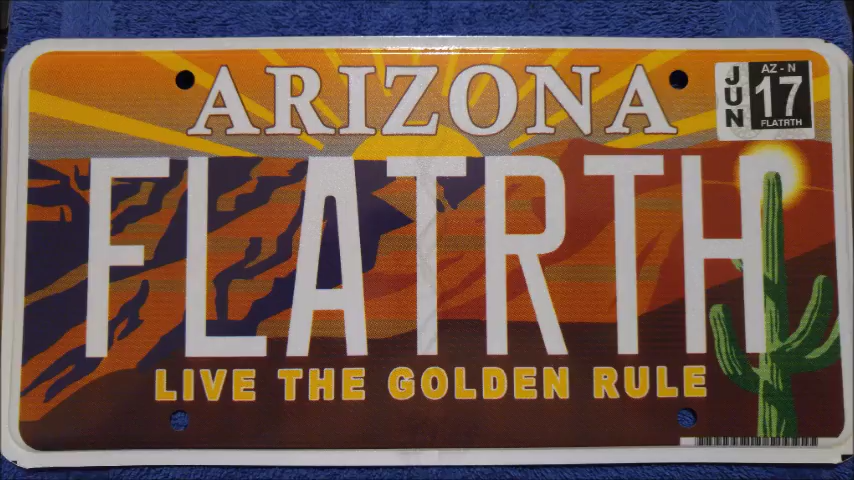 ARIZONA
JUN
AZ - N
17
FLATRTH
FLATRTH
LIVE THE GOLDEN RULE